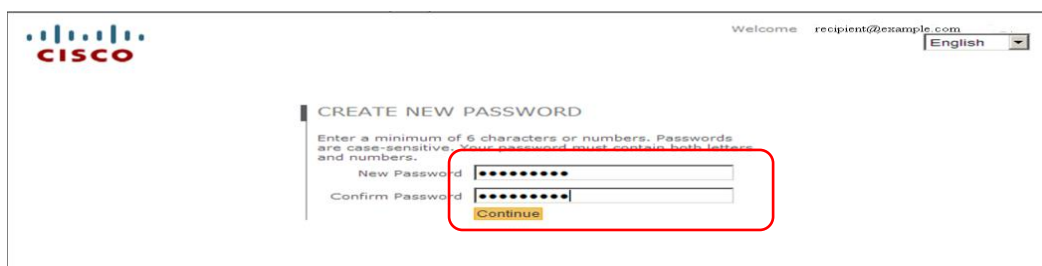 Welcome recipient@example.com
CISCO
English
CREATE NEW PASSWORD
Enter a minimum of 6 characters or numbers. Passwords
are case-sensitive. Your password must contain both letters
and numbers.
New Password •••••••••
Confirm Password •••••••••
Continue